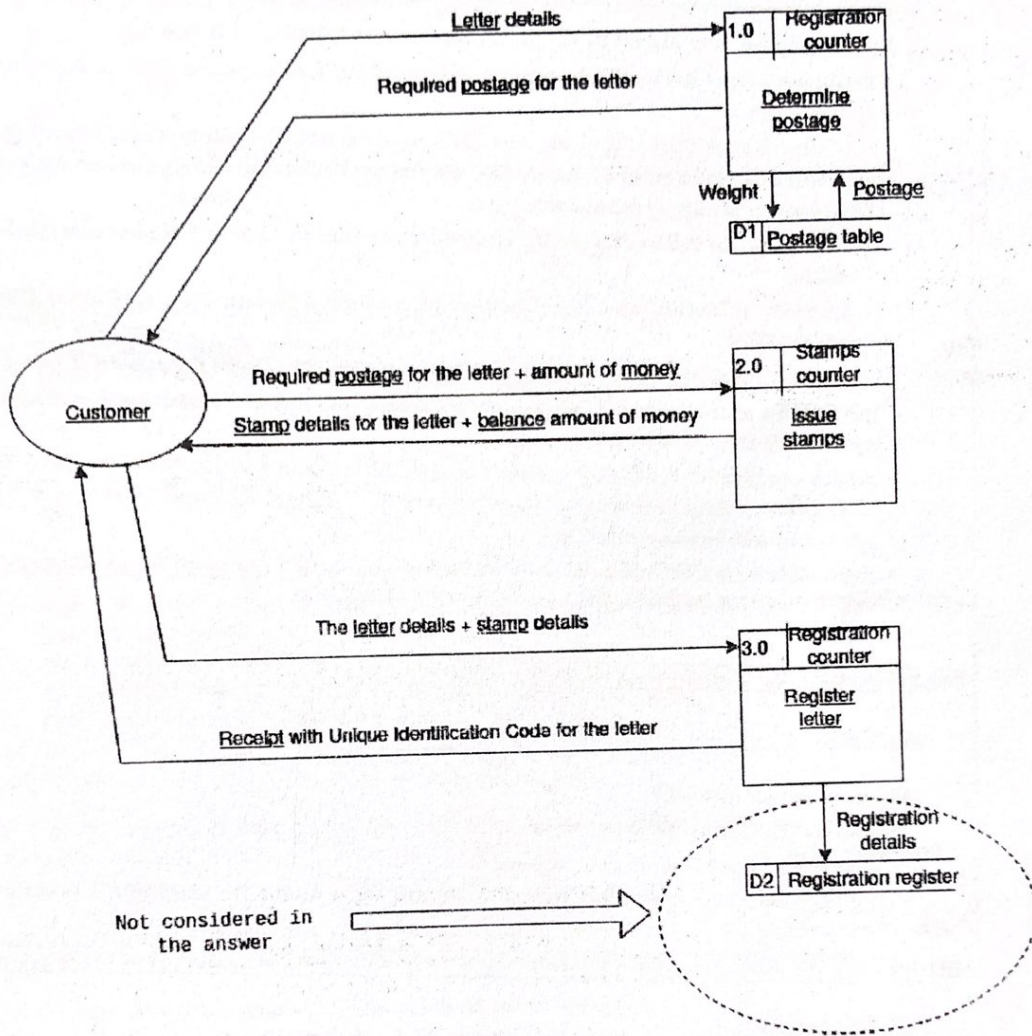 Letter details
1.0 Registration
counter
Required postage for the letter
Determine
postage
Weight
Postage
D1 Postage table
Customer
Required postage for the letter + amount of money
2.0 Stamps
counter
Stamp details for the letter + balance amount of money
Issue
stamps
The letter details + stamp details
3.0 Registration
counter
Register
letter
Receipt with Unique Identification Code for the letter
Registration
details
D2 Registration register
Not considered in
the answer